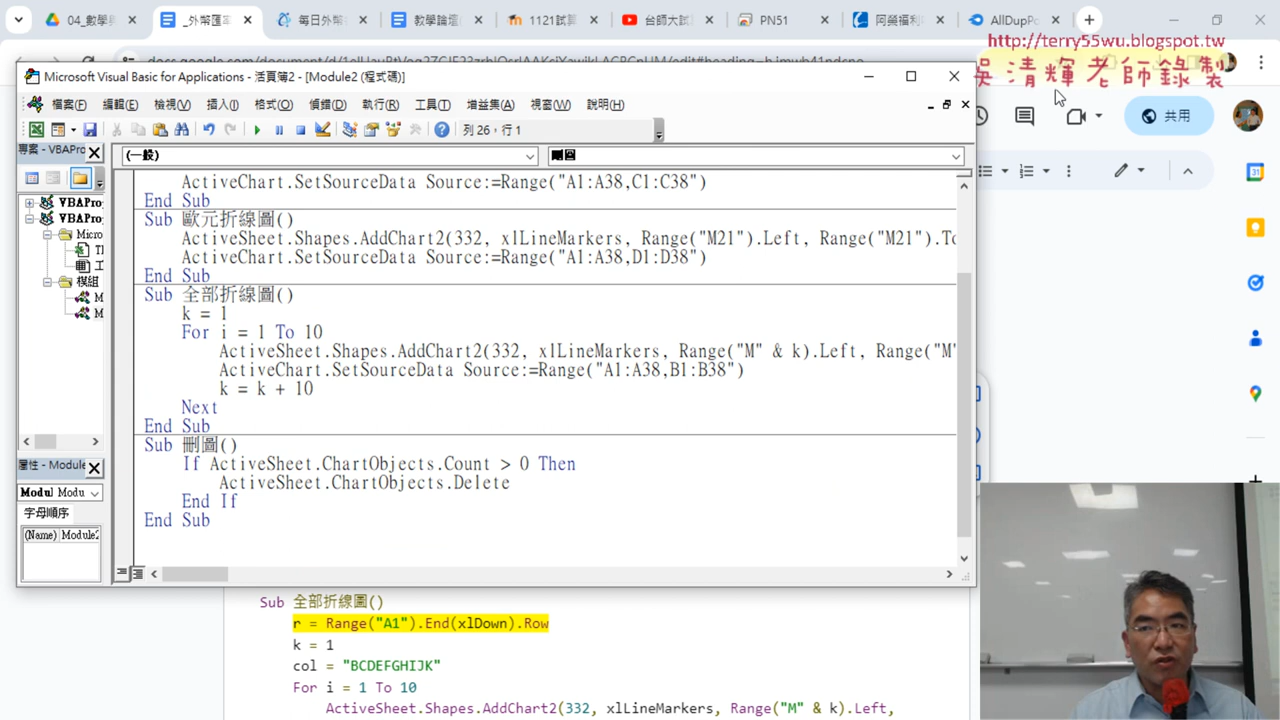 04_數學
_外幣匯率
每日外幣
教學論壇
1121試算
台師大試
PN51
阿榮福利
AllDupPo
http://terry55wu.blogspot.tw
吳清輝老師錄製
Microsoft Visual Basic for Applications - 活頁簿2 - [Module2 (程式碼)]
檔案(F) 編輯(E) 檢視(V) 插入(I) 格式(O) 偵錯(D) 執行(R) 工具(T) 增益集(A) 視窗(W) 說明(H)
共用
列 26，行 1
專案 - VBAPro
(一般)
刪圖
VBAPro
VBAPro
Micro
模組
ActiveChart.SetSourceData Source:=Range("A1:A38,C1:C38")
End Sub
Sub 歐元折線圖()
ActiveSheet.Shapes.AddChart2(332, xlLineMarkers, Range("M21").Left, Range("M21").To
ActiveChart.SetSourceData Source:=Range("A1:A38,D1:D38")
End Sub
Sub 全部折線圖()
k = 1
For i = 1 To 10
ActiveSheet.Shapes.AddChart2(332, xlLineMarkers, Range("M" & k).Left, Range("M"
ActiveChart.SetSourceData Source:=Range("A1:A38,B1:B38")
k = k + 10
Next
End Sub
Sub 刪圖()
If ActiveSheet.ChartObjects.Count > 0 Then
ActiveSheet.ChartObjects.Delete
End If
End Sub
屬性 - Module
Modul Modu
字母順序
(Name) Module2
Sub 全部折線圖()
r = Range("A1").End(xlDown).Row
k = 1
col = "BCDEFGHIJK"
For i = 1 To 10
ActiveSheet.Shapes.AddChart2(332, xlLineMarkers, Range("M" & k).Left,